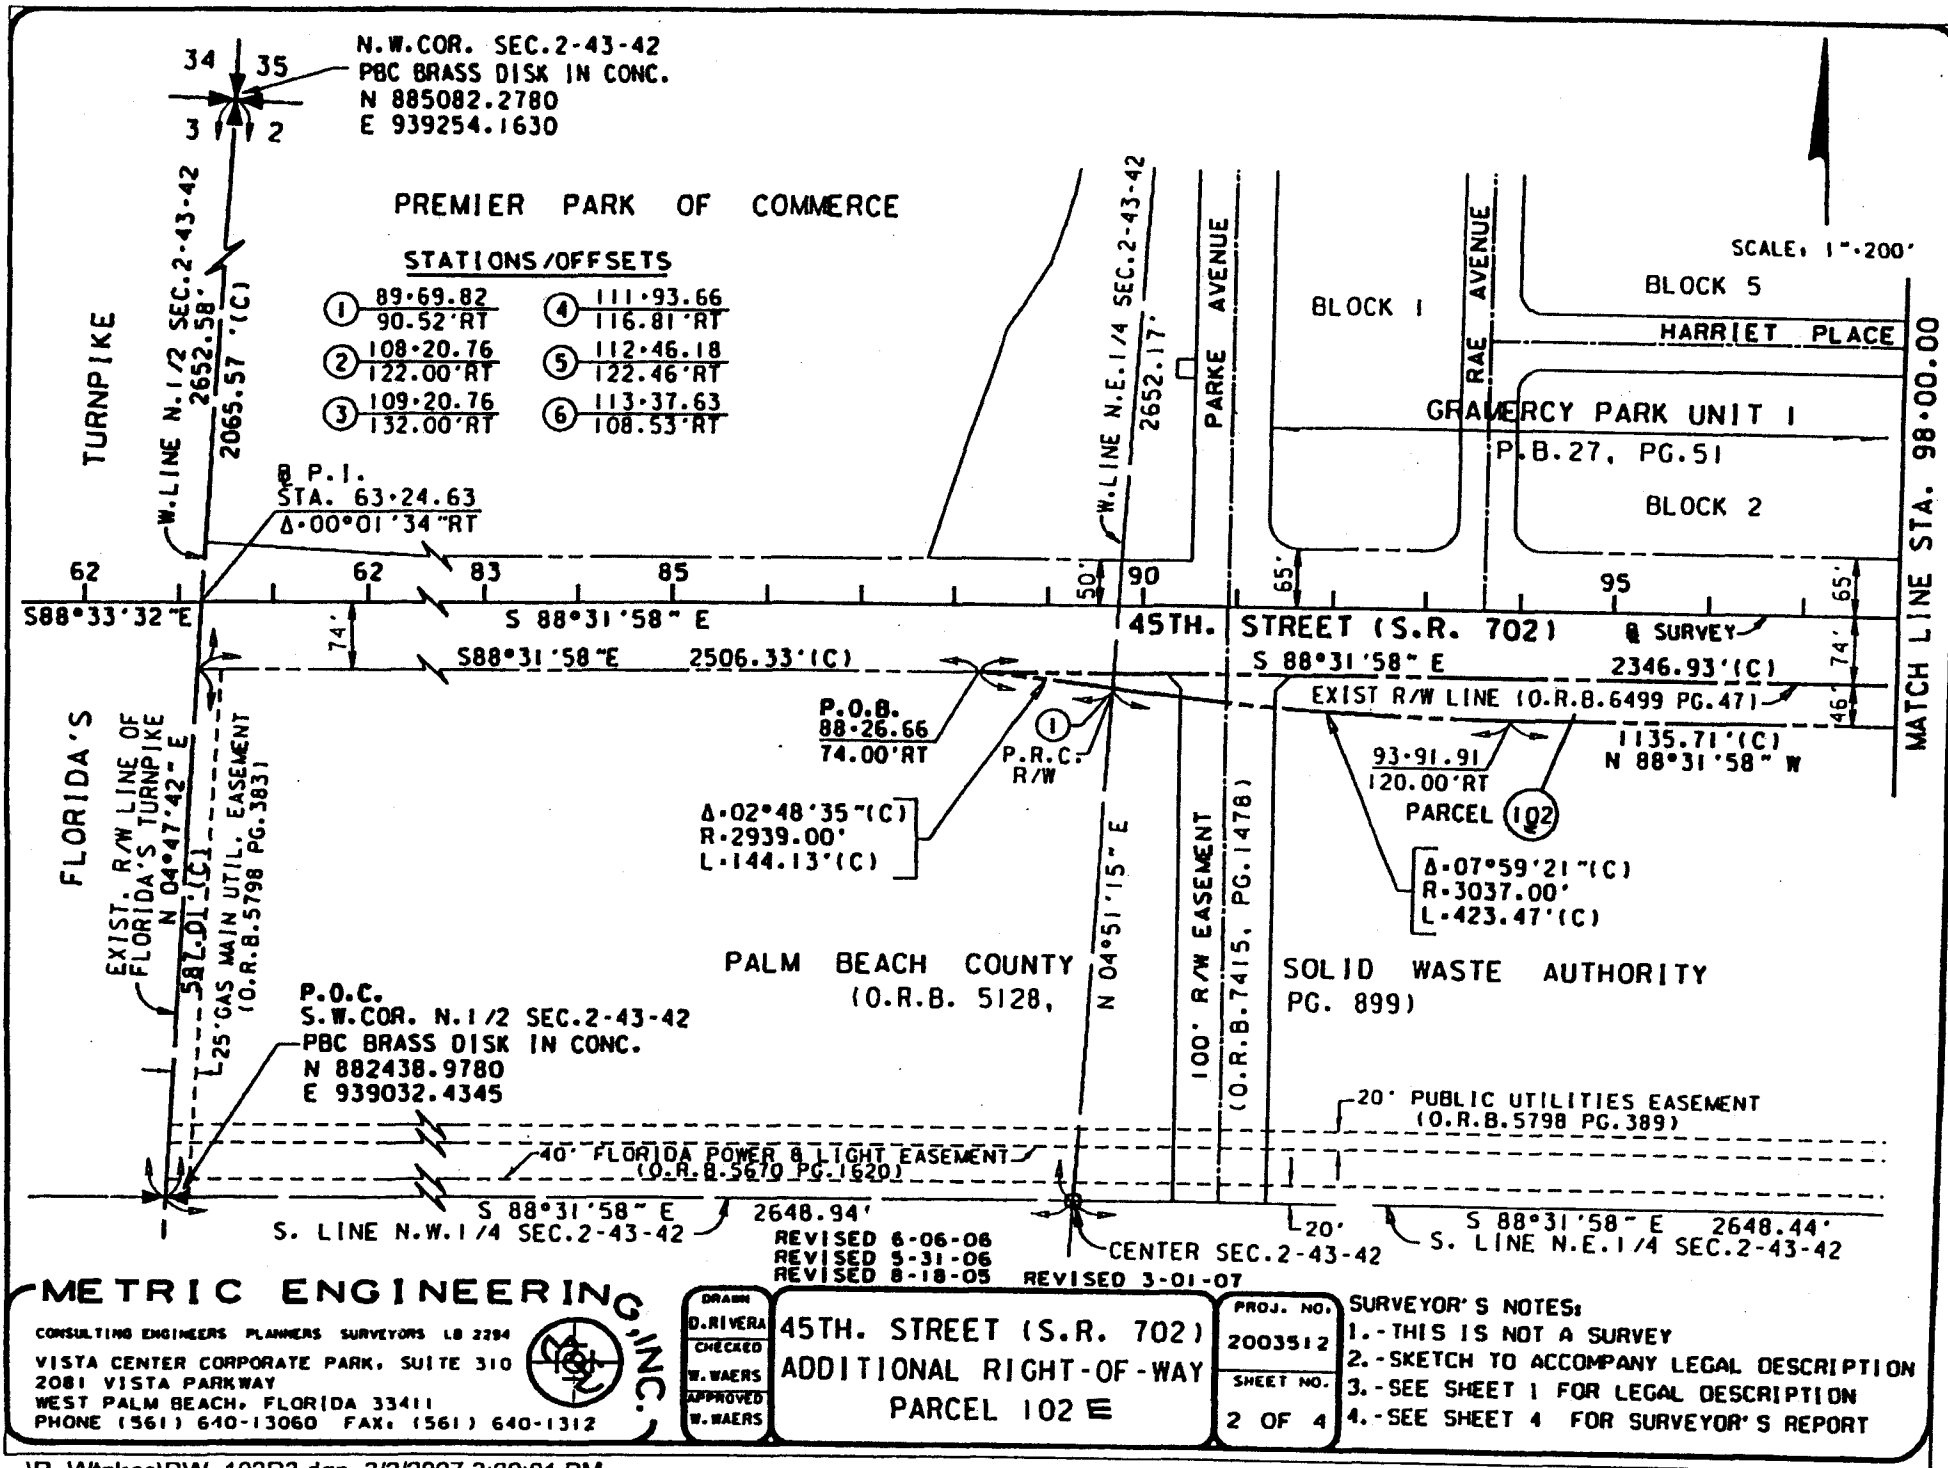 34 35
N.W.COR. SEC.2-43-42
PBC BRASS DISK IN CONC.
N 885082.2780
E 939254.1630
3 2
W.LINE N.1/2 SEC.2-43-42
2652.58'
2065.57 '(C)
PREMIER PARK OF COMMERCE
STATIONS/OFFSETS
1 89+69.82
90.52'RT
2 108+20.76
122.00'RT
3 109+20.76
132.00'RT
4 111+93.66
116.81'RT
5 112+46.18
122.46'RT
6 113+37.63
108.53'RT
TURNPIKE
P.I.
STA. 63+24.63
Δ=00°01'34"RT
W.LINE N.E.1/4 SEC.2-43-42
2652.17'
PARKE AVENUE
BLOCK 1
RAE AVENUE
SCALE: 1"=200'
BLOCK 5
HARRIET PLACE
GRAMERCY PARK UNIT 1
P.B.27, PG.51
BLOCK 2
MATCH LINE STA. 98+00.00
62 62 83 85 90 95
50' 65' 65'
S88°33'32"E
74'
S 88°31'58" E
45TH. STREET (S.R. 702)
SURVEY
S88°31'58"E 2506.33'(C)
S 88°31'58" E 2346.93'(C)
74'
EXIST R/W LINE (O.R.B.6499 PG.47)
46'
P.O.B.
88+26.66
74.00'RT
1
P.R.C.
R/W
1135.71'(C)
N 88°31'58" W
93+91.91
120.00'RT
PARCEL 102
Δ=02°48'35"(C)
R=2939.00'
L=144.13'(C)
Δ=07°59'21"(C)
R=3037.00'
L=423.47'(C)
FLORIDA'S
EXIST. R/W LINE OF
FLORIDA'S TURNPIKE
N 04°47'42" E
587.01'(C)
25'GAS MAIN UTIL. EASEMENT
(O.R.B.5798 PG.383)
N 04°51'15" E
100' R/W EASEMENT
(O.R.B.7415, PG.1478)
PALM BEACH COUNTY
(O.R.B. 5128,
SOLID WASTE AUTHORITY
PG. 899)
P.O.C.
S.W.COR. N.1/2 SEC.2-43-42
PBC BRASS DISK IN CONC.
N 882438.9780
E 939032.4345
20' PUBLIC UTILITIES EASEMENT
(O.R.B.5798 PG.389)
40' FLORIDA POWER & LIGHT EASEMENT
(O.R.B.5670 PG.1620)
S 88°31'58" E 2648.94'
S. LINE N.W.1/4 SEC.2-43-42
20'
S 88°31'58" E 2648.44'
S. LINE N.E.1/4 SEC.2-43-42
CENTER SEC.2-43-42
REVISED 6-06-06
REVISED 5-31-06
REVISED 8-18-05
REVISED 3-01-07
METRIC ENGINEERING, INC.
CONSULTING ENGINEERS PLANNERS SURVEYORS LB 2294
VISTA CENTER CORPORATE PARK, SUITE 310
2081 VISTA PARKWAY
WEST PALM BEACH, FLORIDA 33411
PHONE (561) 640-13060 FAX: (561) 640-1312
DRAWN
D.RIVERA
CHECKED
W.WAERS
APPROVED
W.WAERS
45TH. STREET (S.R. 702)
ADDITIONAL RIGHT-OF-WAY
PARCEL 102 E
PROJ. NO.
2003512
SHEET NO.
2 OF 4
SURVEYOR'S NOTES:
1.-THIS IS NOT A SURVEY
2.-SKETCH TO ACCOMPANY LEGAL DESCRIPTION
3.-SEE SHEET 1 FOR LEGAL DESCRIPTION
4.-SEE SHEET 4 FOR SURVEYOR'S REPORT